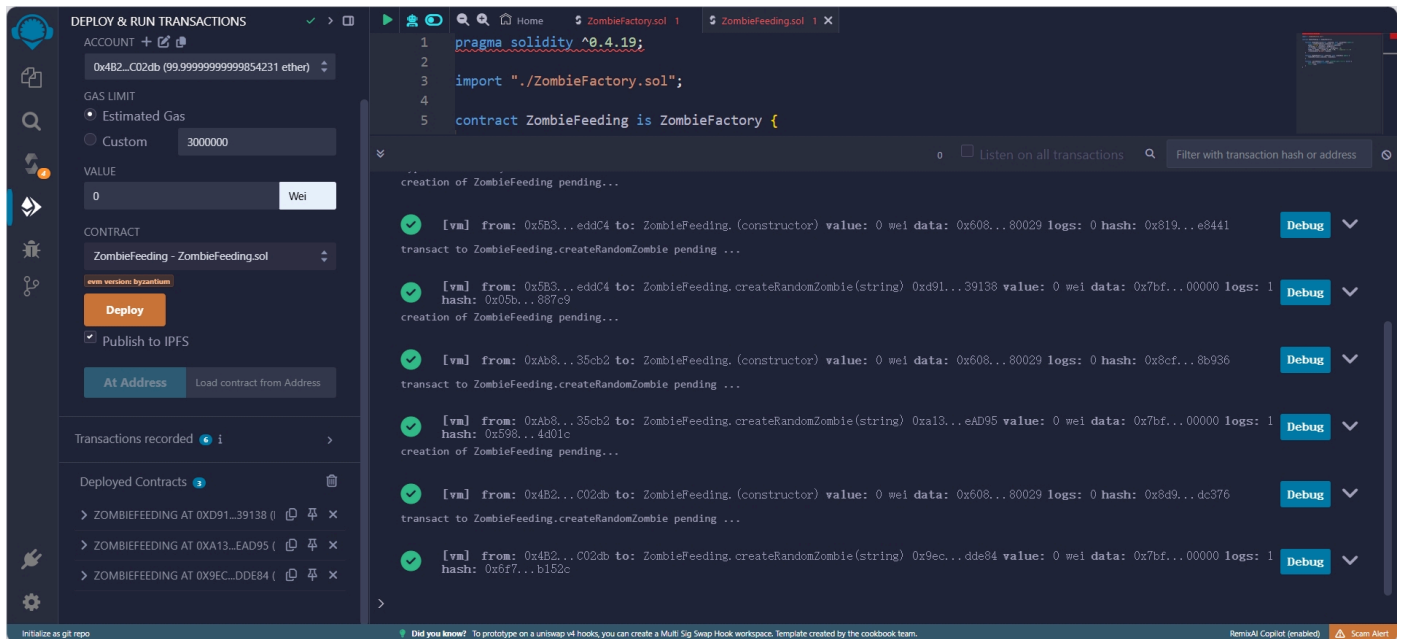 DEPLOY & RUN TRANSACTIONS
ACCOUNT
0x4B2...C02db (99.99999999999854231 ether)
GAS LIMIT
Estimated Gas
Custom
3000000
VALUE
0
Wei
CONTRACT
ZombieFeeding - ZombieFeeding.sol
evm version: byzantium
Deploy
Publish to IPFS
At Address
Load contract from Address
Transactions recorded 6 i
Deployed Contracts 3
ZOMBIEFEEDING AT 0XD91...39138 (
ZOMBIEFEEDING AT 0XA13...EAD95 (
ZOMBIEFEEDING AT 0X9EC...DDE84 (
Home
ZombieFactory.sol 1
ZombieFeeding.sol 1
1 pragma solidity ^0.4.19;
2
3 import "./ZombieFactory.sol";
4
5 contract ZombieFeeding is ZombieFactory {
0
Listen on all transactions
Filter with transaction hash or address
creation of ZombieFeeding pending...
[vm] from: 0x5B3...eddC4 to: ZombieFeeding.(constructor) value: 0 wei data: 0x608...80029 logs: 0 hash: 0x819...e8441
Debug
transact to ZombieFeeding.createRandomZombie pending ...
[vm] from: 0x5B3...eddC4 to: ZombieFeeding.createRandomZombie(string) 0xd91...39138 value: 0 wei data: 0x7bf...00000 logs: 1
hash: 0x05b...887c9
Debug
creation of ZombieFeeding pending...
[vm] from: 0xAb8...35cb2 to: ZombieFeeding.(constructor) value: 0 wei data: 0x608...80029 logs: 0 hash: 0x8cf...8b936
Debug
transact to ZombieFeeding.createRandomZombie pending ...
[vm] from: 0xAb8...35cb2 to: ZombieFeeding.createRandomZombie(string) 0xa13...eAD95 value: 0 wei data: 0x7bf...00000 logs: 1
hash: 0x598...4d01c
Debug
creation of ZombieFeeding pending...
[vm] from: 0x4B2...C02db to: ZombieFeeding.(constructor) value: 0 wei data: 0x608...80029 logs: 0 hash: 0x8d9...dc376
Debug
transact to ZombieFeeding.createRandomZombie pending ...
[vm] from: 0x4B2...C02db to: ZombieFeeding.createRandomZombie(string) 0x9ec...dde84 value: 0 wei data: 0x7bf...00000 logs: 1
hash: 0x6f7...b152c
Debug
>
Initialize as git repo
Did you know? To prototype on a uniswap v4 hooks, you can create a Multi Sig Swap Hook workspace. Template created by the cookbook team.
RemixAI Copilot (enabled)
Scam Alert